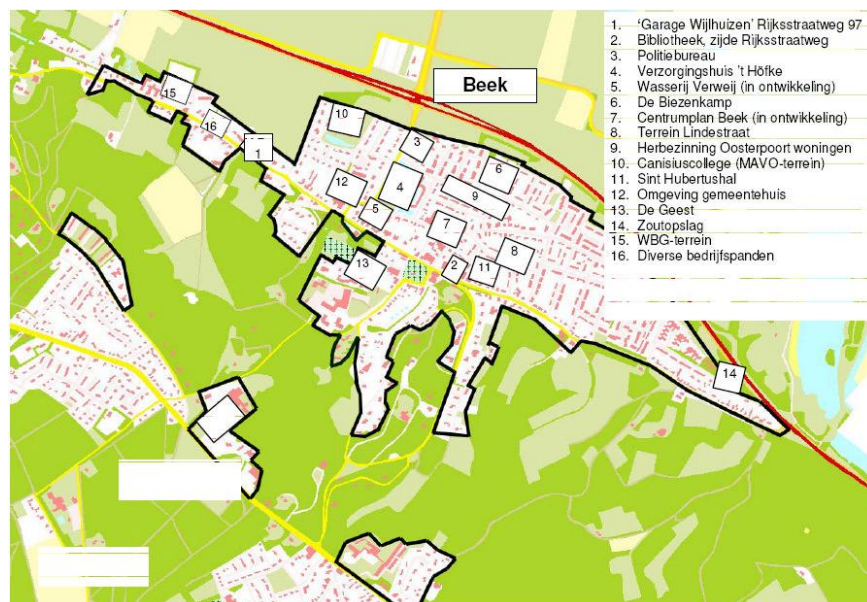 1. 'Garage Wijlhuizen' Rijksstraatweg 97
2. Bibliotheek, zijde Rijksstraatweg
3. Politiebureau
4. Verzorgingshuis 't Höfke
5. Wasserij Verweij (in ontwikkeling)
6. De Biezenkamp
7. Centrumplan Beek (in ontwikkeling)
8. Terrein Lindestraat
9. Herbezinning Oosterpoort woningen
10. Canisiuscollege (MAVO-terrein)
11. Sint Hubertushal
12. Omgeving gemeentehuis
13. De Geest
14. Zoutopslag
15. WBG-terrein
16. Diverse bedrijfspanden
Beek
15
16
1
10
3
12
4
9
6
5
7
8
13
2
11
14